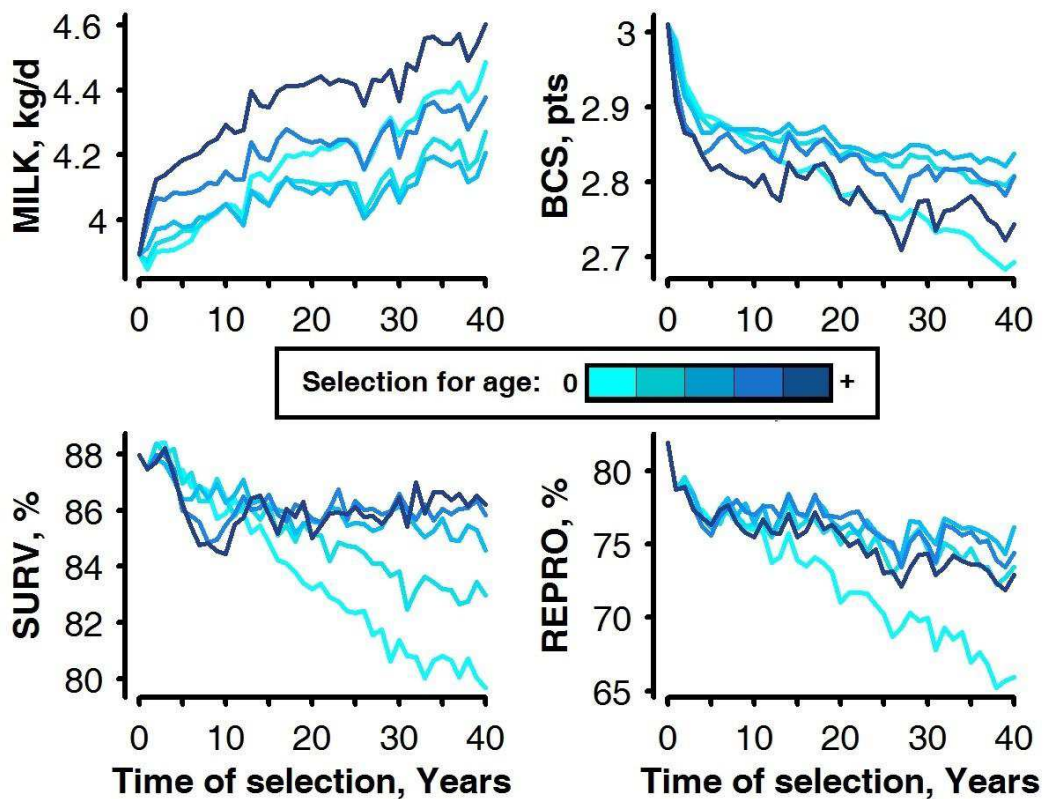 MILK, kg/d
4.6
4.4
4.2
4
0 10 20 30 40
BCS, pts
3
2.9
2.8
2.7
0 10 20 30 40
Selection for age: 0 +
SURV, %
88
86
84
82
80
0 10 20 30 40
Time of selection, Years
REPRO, %
80
75
70
65
0 10 20 30 40
Time of selection, Years